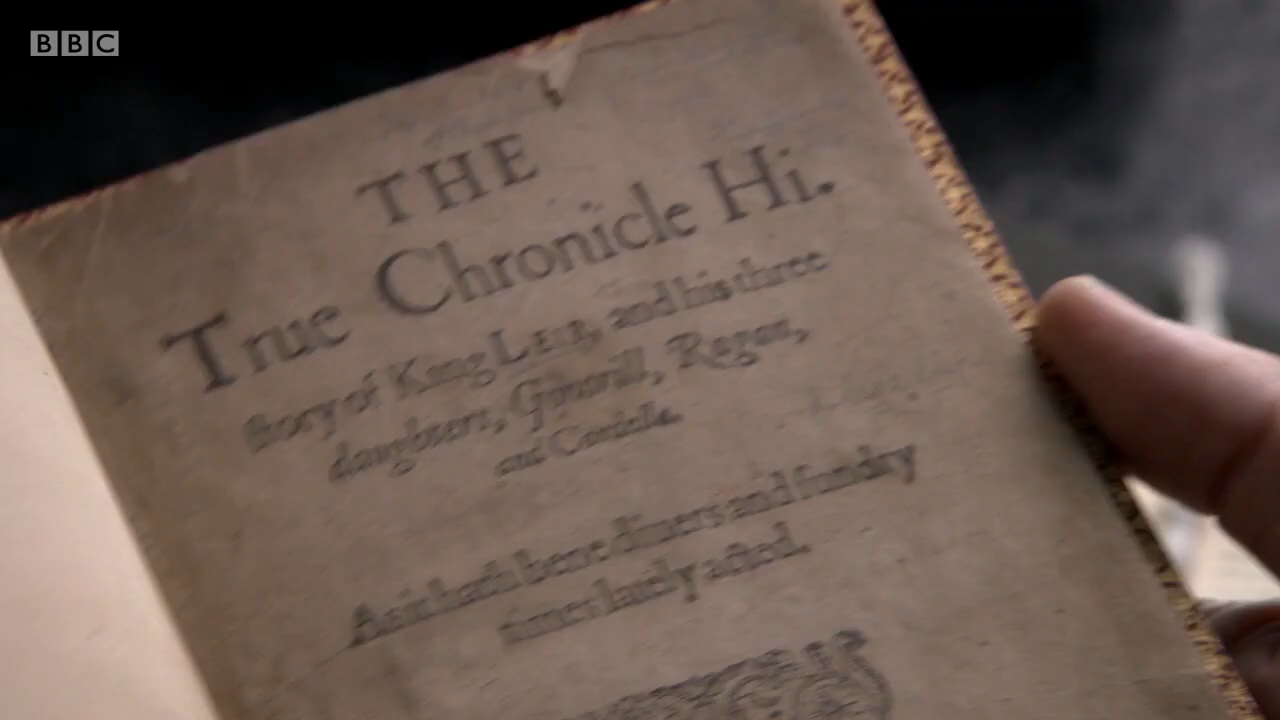 BBC
THE
True Chronicle Hi.
ſtory of King LEIR, and his three
daughters, Gonorill, Ragan,
and Cordella.
As it hath bene diuers and ſundry
times lately acted.